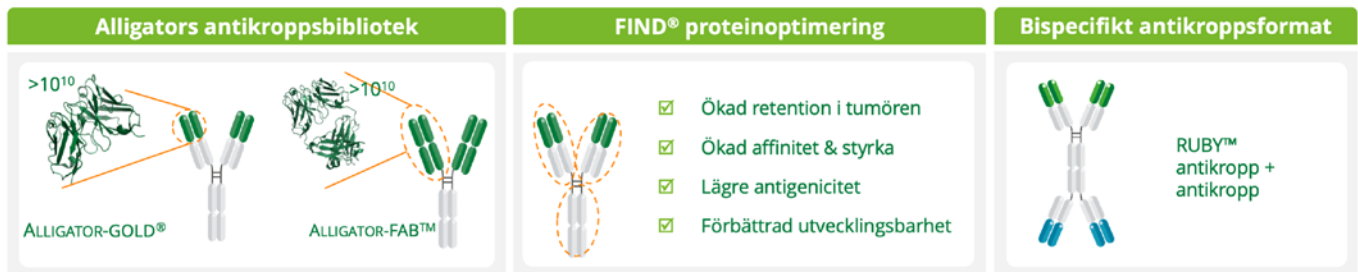 Alligators antikroppsbibliotek
>10¹⁰
>10¹⁰
ALLIGATOR-GOLD®
ALLIGATOR-FAB™
FIND® proteinoptimering
Ökad retention i tumören
Ökad affinitet & styrka
Lägre antigenicitet
Förbättrad utvecklingsbarhet
Bispecifikt antikroppsformat
RUBY™
antikropp +
antikropp